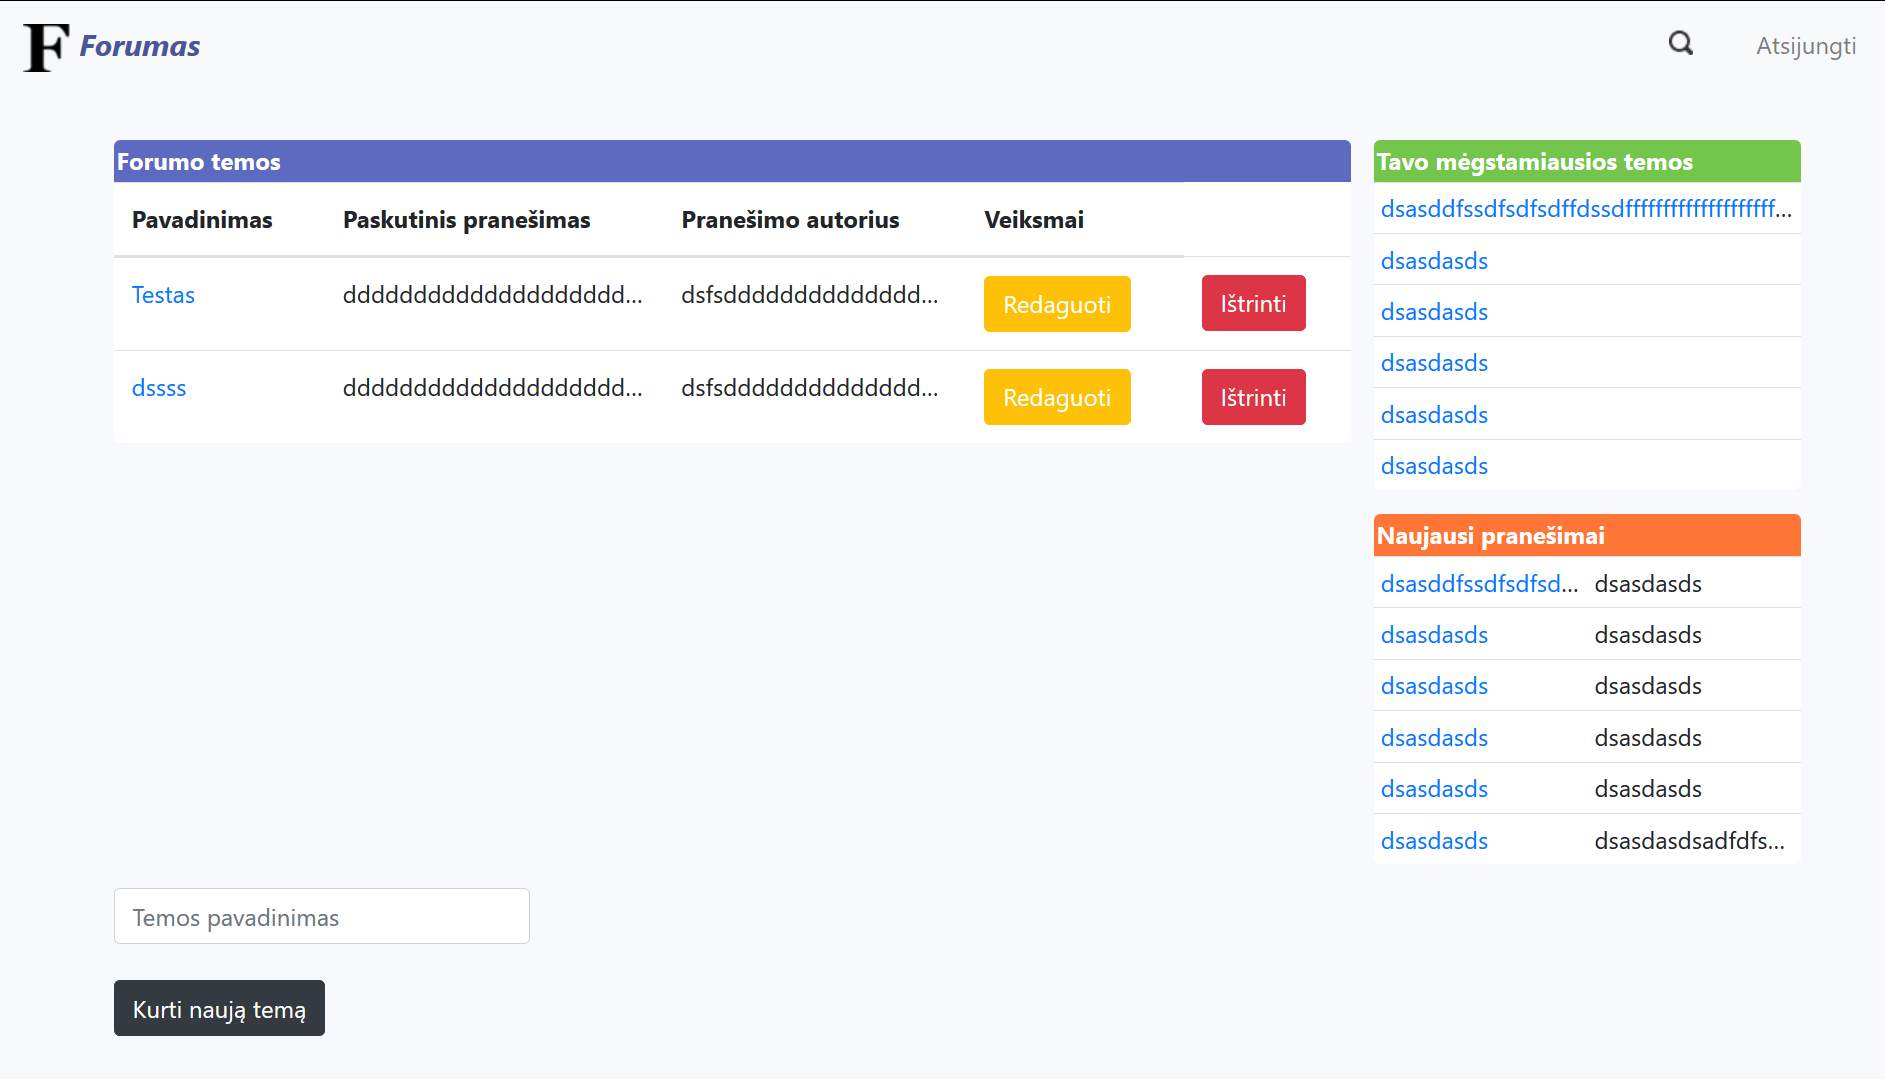 F Forumas
Atsijungti
Forumo temos
Pavadinimas Paskutinis pranešimas Pranešimo autorius Veiksmai
Testas ddddddddddddddddddd... dsfsdddddddddddddd... Redaguoti Ištrinti
dssss ddddddddddddddddddd... dsfsdddddddddddddd... Redaguoti Ištrinti
Tavo mėgstamiausios temos
dsasddfssdfsdfsdffdssdffffffffffffffffffff...
dsasdasds
dsasdasds
dsasdasds
dsasdasds
dsasdasds
Naujausi pranešimai
dsasddfssdfsdfsd... dsasdasds
dsasdasds dsasdasds
dsasdasds dsasdasds
dsasdasds dsasdasds
dsasdasds dsasdasds
dsasdasds dsasdasdsadfdfs...
Temos pavadinimas
Kurti naują temą